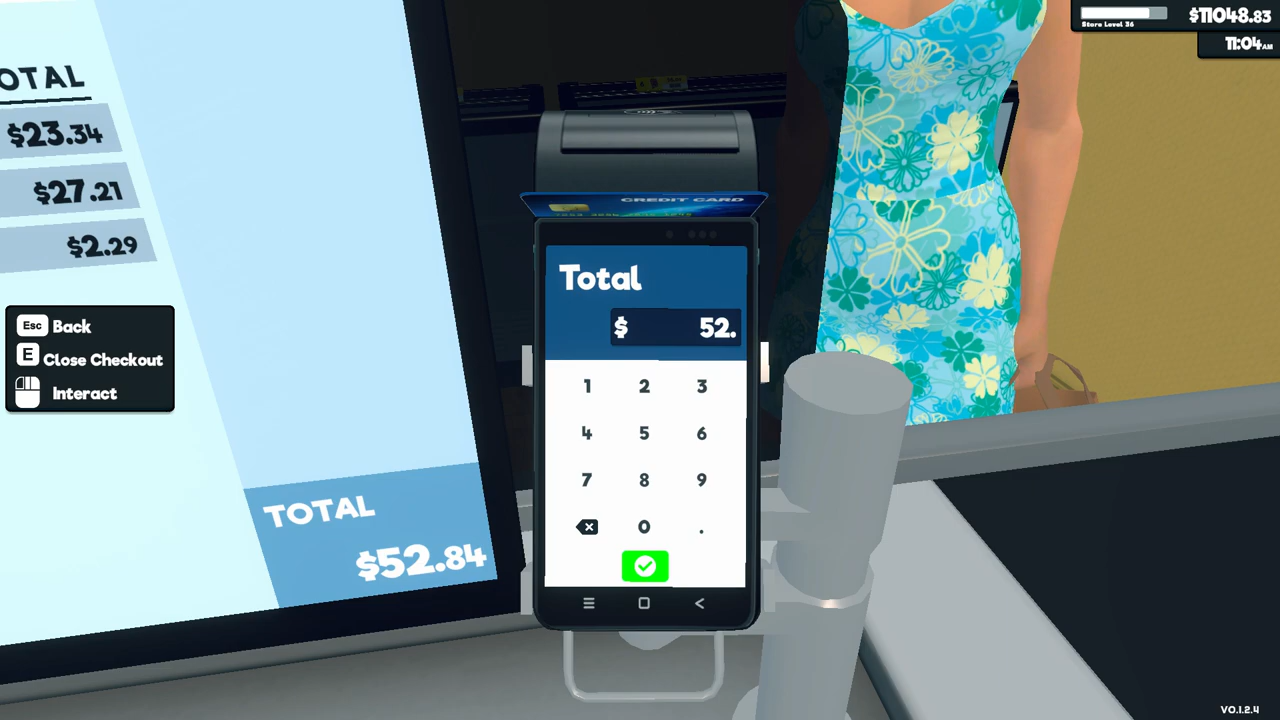 $11048.83
Store Level 36
11:04AM
OTAL
$23.34
$27.21
$2.29
Esc Back
E Close Checkout
Interact
TOTAL
$52.84
CREDIT CARD
Total
$ 52.
1 2 3
4 5 6
7 8 9
0 .
V0.1.2.4